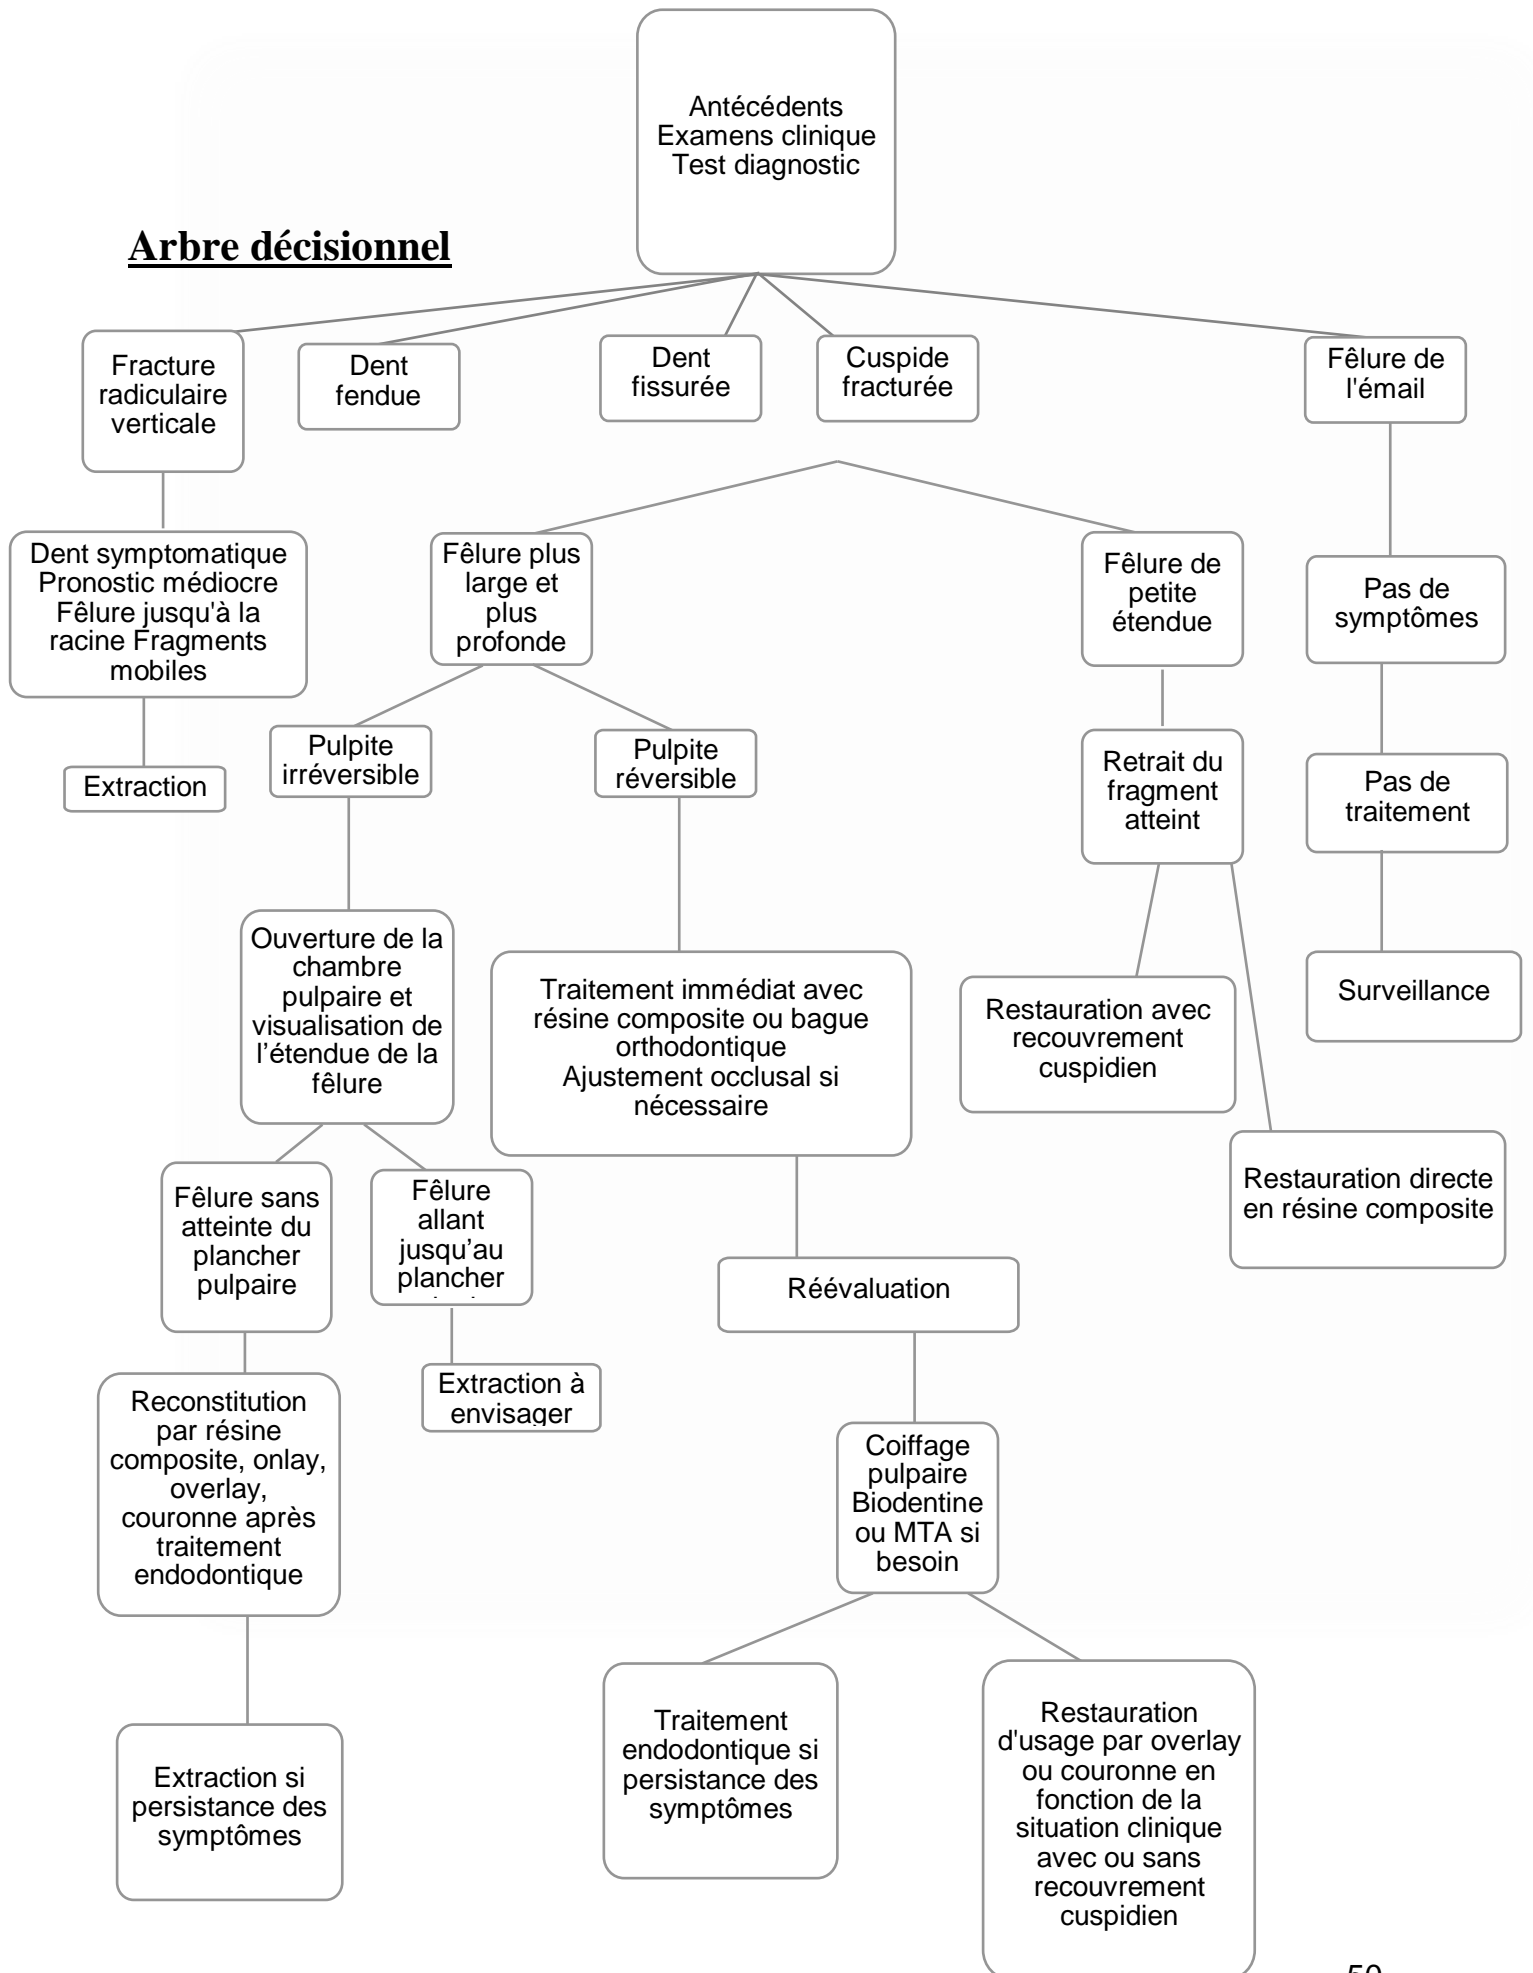 Antécédents
Examens clinique
Test diagnostic
Arbre décisionnel
Fracture
radiculaire
verticale
Dent
fendue
Dent
fissurée
Cuspide
fracturée
Fêlure de
l'émail
Dent symptomatique
Pronostic médiocre
Fêlure jusqu'à la
racine Fragments
mobiles
Fêlure plus
large et
plus
profonde
Fêlure de
petite
étendue
Pas de
symptômes
Extraction
Pulpite
irréversible
Pulpite
réversible
Retrait du
fragment
atteint
Pas de
traitement
Ouverture de la
chambre
pulpaire et
visualisation de
l’étendue de la
fêlure
Traitement immédiat avec
résine composite ou bague
orthodontique
Ajustement occlusal si
nécessaire
Restauration avec
recouvrement
cuspidien
Surveillance
Restauration directe
en résine composite
Fêlure sans
atteinte du
plancher
pulpaire
Fêlure
allant
jusqu’au
plancher
Réévaluation
Extraction à
envisager
Reconstitution
par résine
composite, onlay,
overlay,
couronne après
traitement
endodontique
Coiffage
pulpaire
Biodentine
ou MTA si
besoin
Extraction si
persistance des
symptômes
Traitement
endodontique si
persistance des
symptômes
Restauration
d'usage par overlay
ou couronne en
fonction de la
situation clinique
avec ou sans
recouvrement
cuspidien